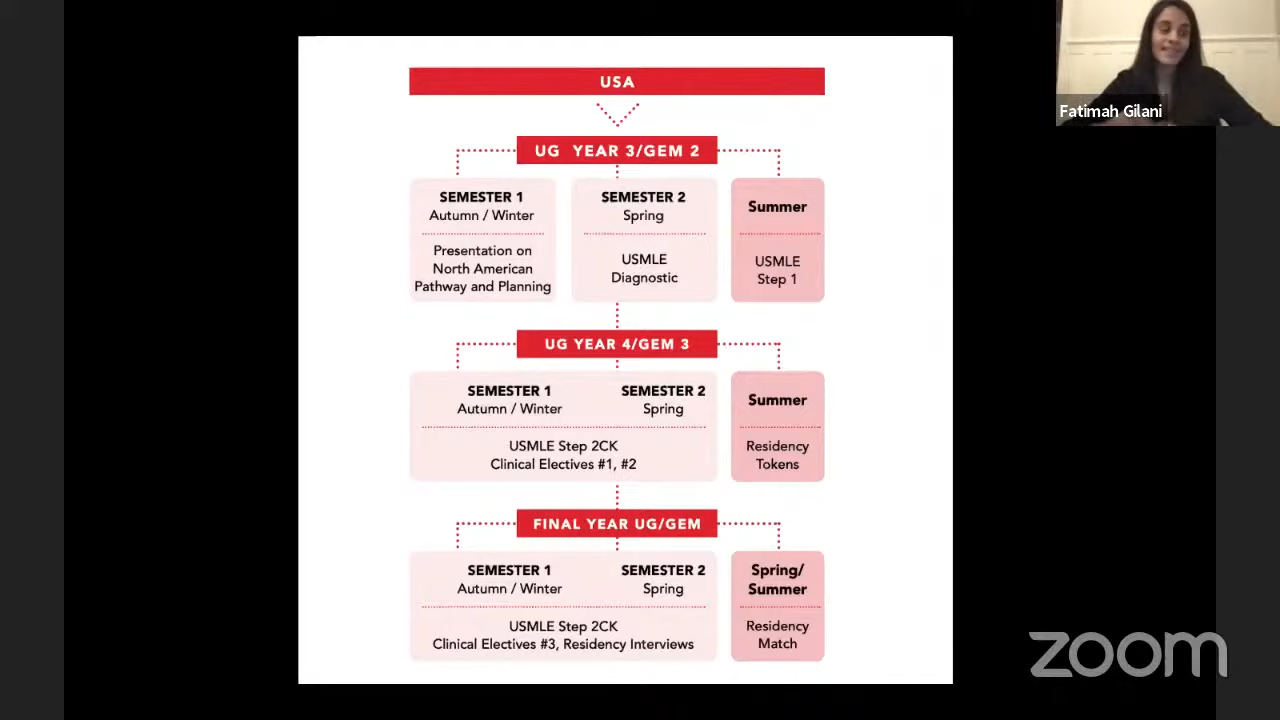 USA
UG YEAR 3/GEM 2
SEMESTER 1
Autumn / Winter
Presentation on
North American
Pathway and Planning
SEMESTER 2
Spring
USMLE
Diagnostic
Summer
USMLE
Step 1
UG YEAR 4/GEM 3
SEMESTER 1
Autumn / Winter
SEMESTER 2
Spring
USMLE Step 2CK
Clinical Electives #1, #2
Summer
Residency
Tokens
FINAL YEAR UG/GEM
SEMESTER 1
Autumn / Winter
SEMESTER 2
Spring
USMLE Step 2CK
Clinical Electives #3, Residency Interviews
Spring/
Summer
Residency
Match
Fatimah Gilani
zoom